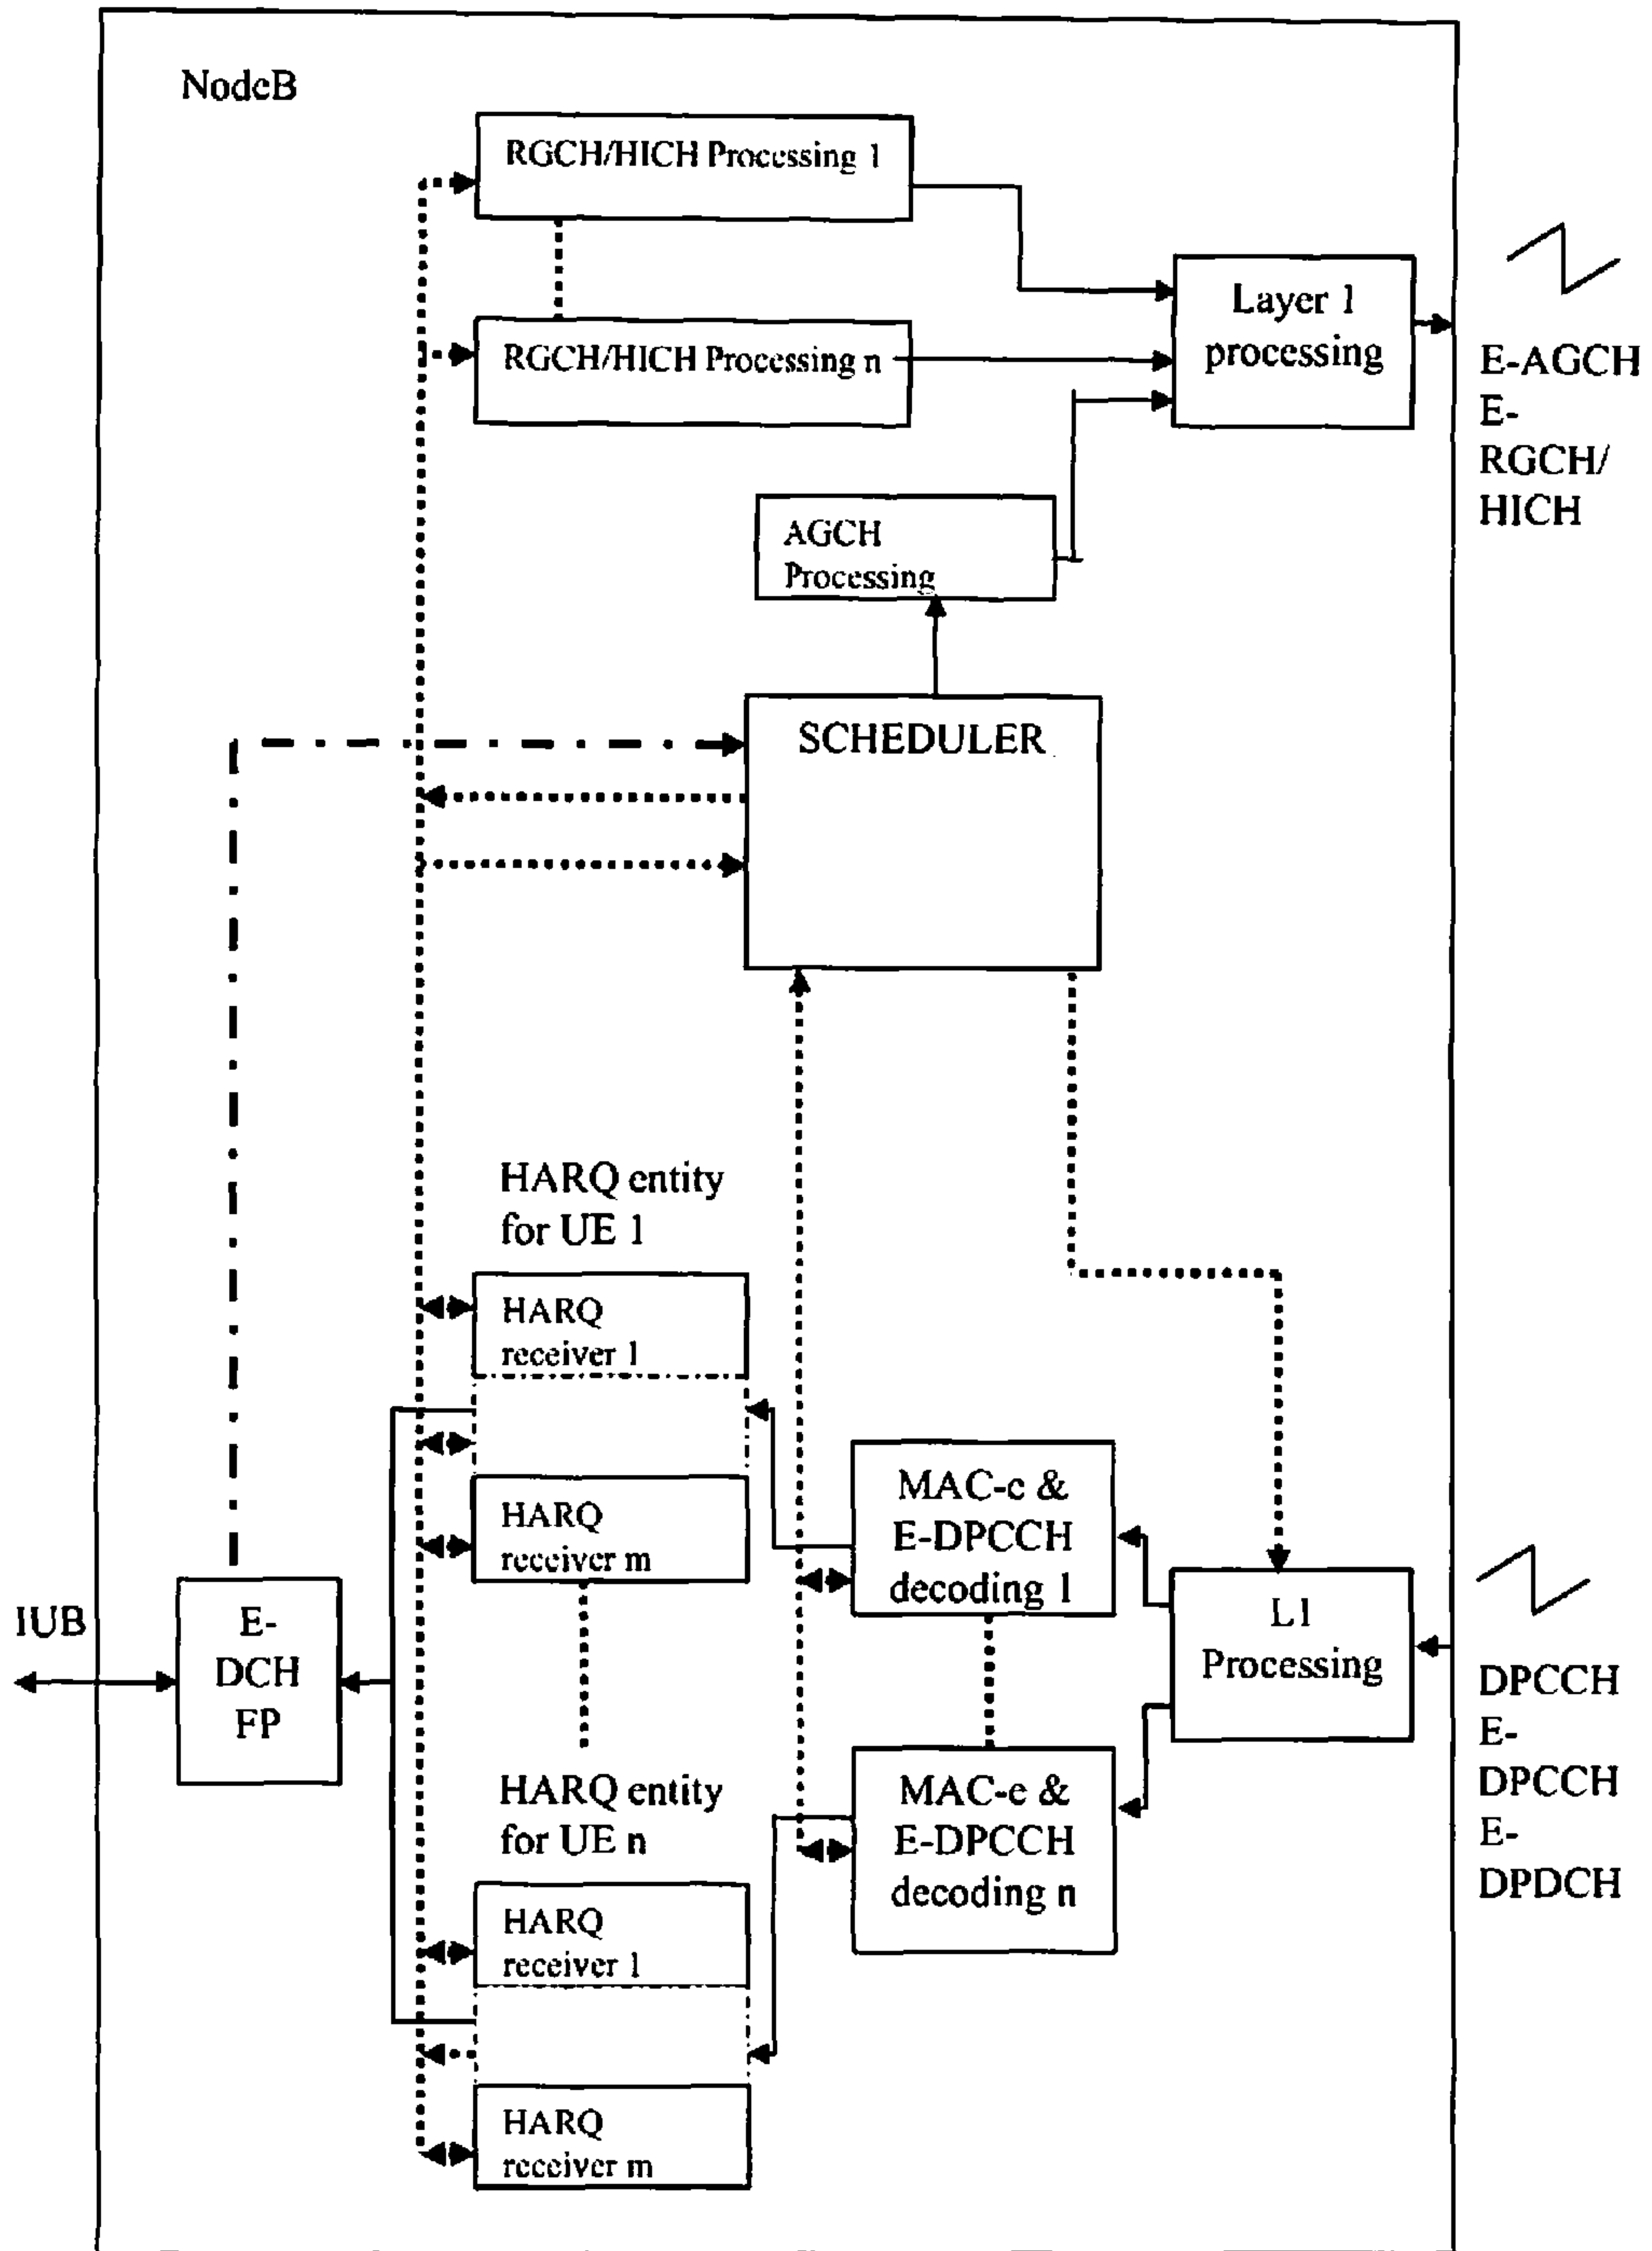 NodeB
RGCH/HICH Processing 1
RGCH/HICH Processing n
Layer 1
processing
E-AGCH
E-
RGCH/
HICH
AGCH
Processing
SCHEDULER
HARQ entity
for UE 1
HARQ
receiver 1
HARQ
receiver m
MAC-e &
E-DPCCH
decoding 1
L1
Processing
IUB
E-
DCH
FP
DPCCH
E-
DPCCH
E-
DPDCH
HARQ entity
for UE n
MAC-e &
E-DPCCH
decoding n
HARQ
receiver 1
HARQ
receiver m